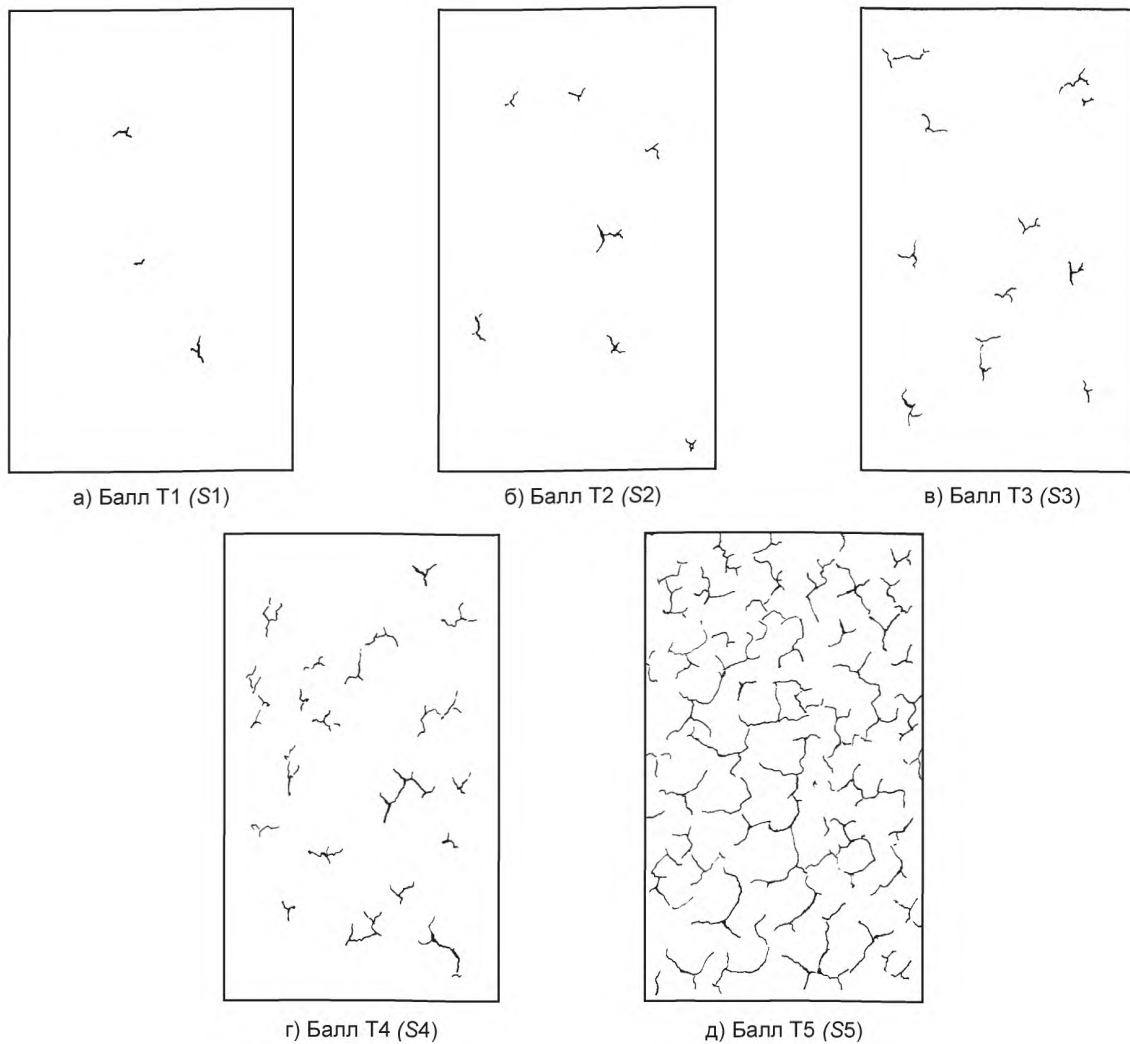 а) Балл Т1 (S1)
б) Балл Т2 (S2)
в) Балл Т3 (S3)
г) Балл Т4 (S4)
д) Балл Т5 (S5)